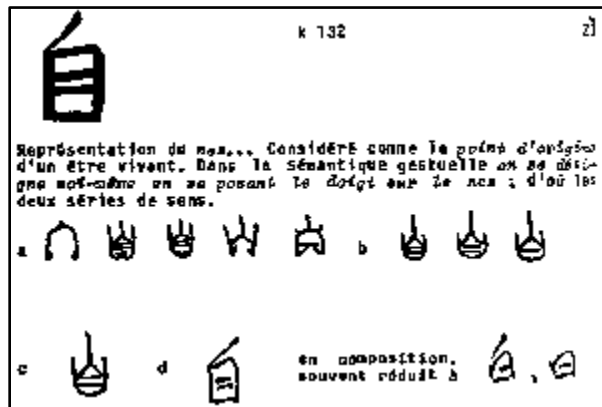 自 k 132 zì
Représentation du nez... Considéré comme le point d'origine
d'un être vivant. Dans la sémantique gestuelle on se dési-
gne soi-même en se posant le doigt sur le nez ; d'où les
deux séries de sens.
a b
c d en composition,
souvent réduit à ,